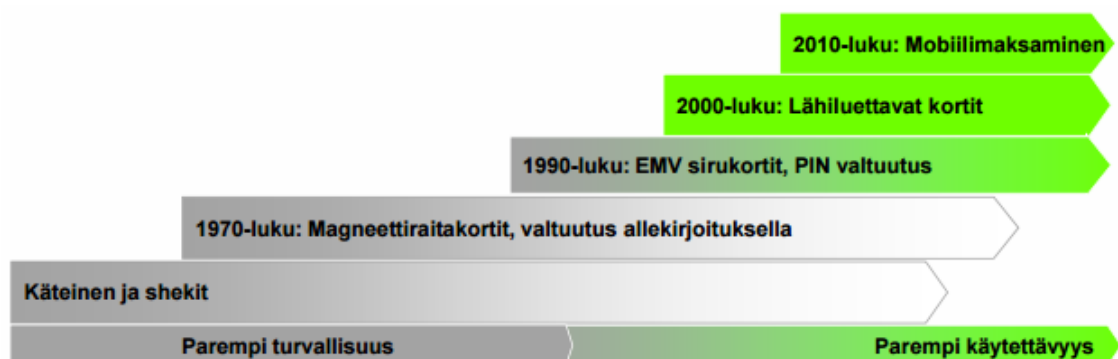 2010-luku: Mobiilimaksaminen
2000-luku: Lähiluettavat kortit
1990-luku: EMV sirukortit, PIN valtuutus
1970-luku: Magneettiraitakortit, valtuutus allekirjoituksella
Käteinen ja shekit
Parempi turvallisuus Parempi käytettävyys